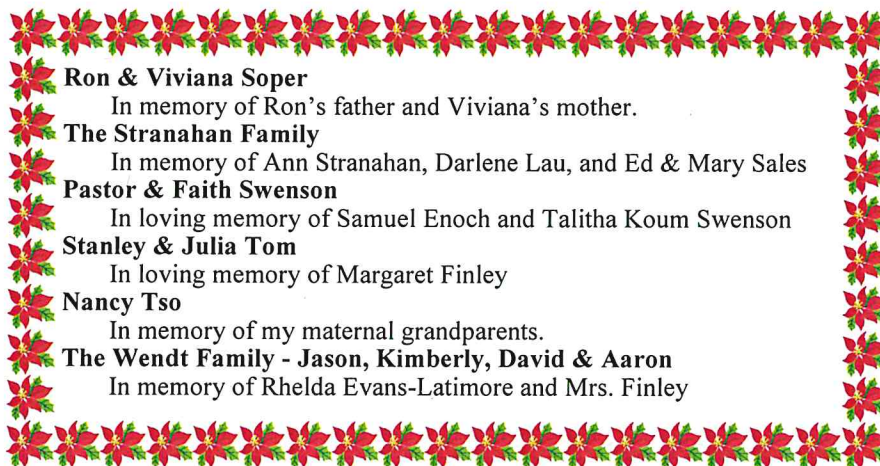 Ron & Viviana Soper
In memory of Ron's father and Viviana's mother.
The Stranahan Family
In memory of Ann Stranahan, Darlene Lau, and Ed & Mary Sales
Pastor & Faith Swenson
In loving memory of Samuel Enoch and Talitha Koum Swenson
Stanley & Julia Tom
In loving memory of Margaret Finley
Nancy Tso
In memory of my maternal grandparents.
The Wendt Family - Jason, Kimberly, David & Aaron
In memory of Rhelda Evans-Latimore and Mrs. Finley